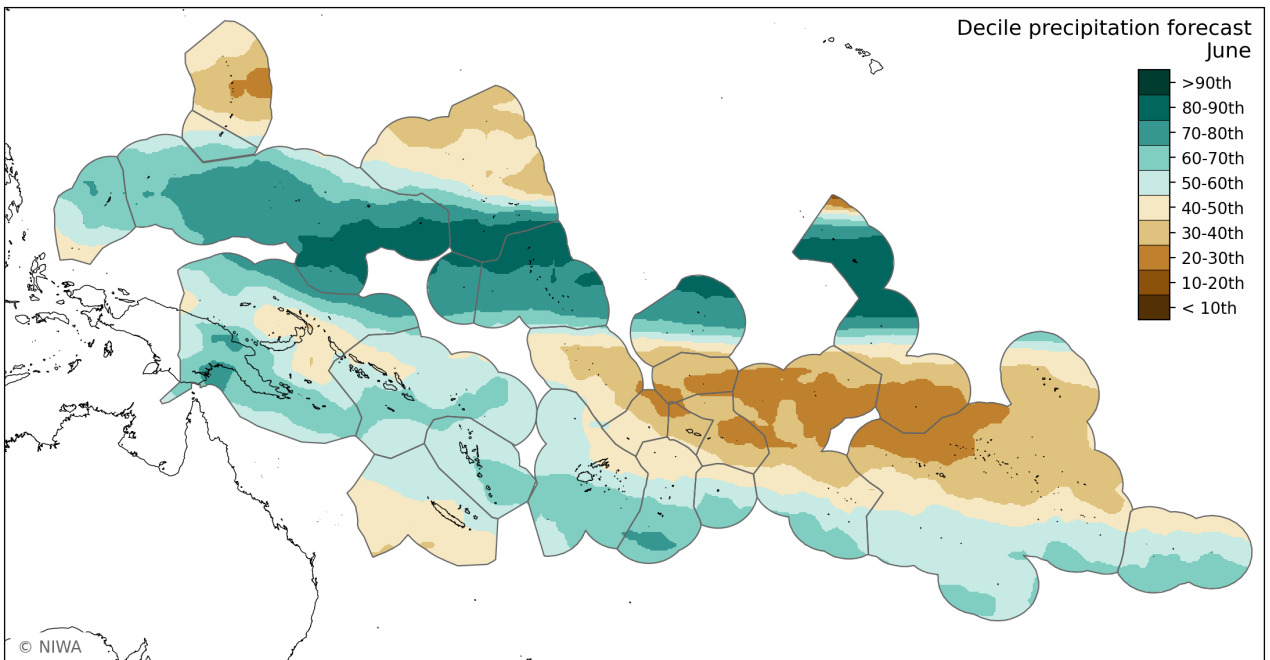 Decile precipitation forecast
June
>90th
80-90th
70-80th
60-70th
50-60th
40-50th
30-40th
20-30th
10-20th
< 10th
© NIWA